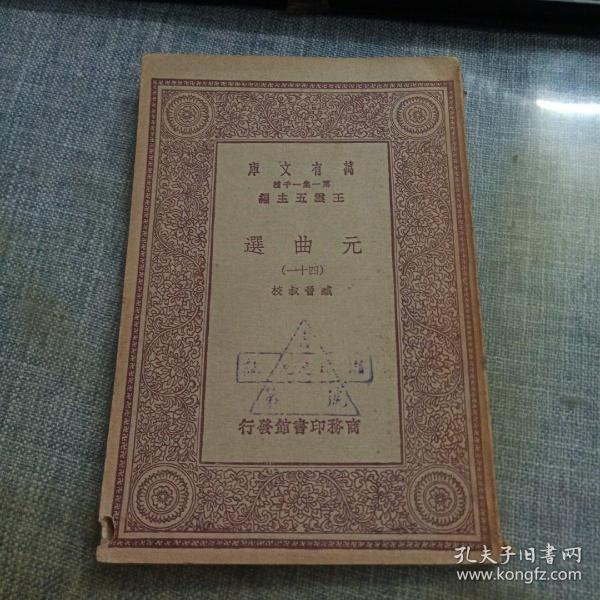 萬有文庫
第一集一千種
王雲五主編
元曲選
(四十一)
臧晉叔校
商務印書館發行
孔夫子旧书网
www.kongfz.com